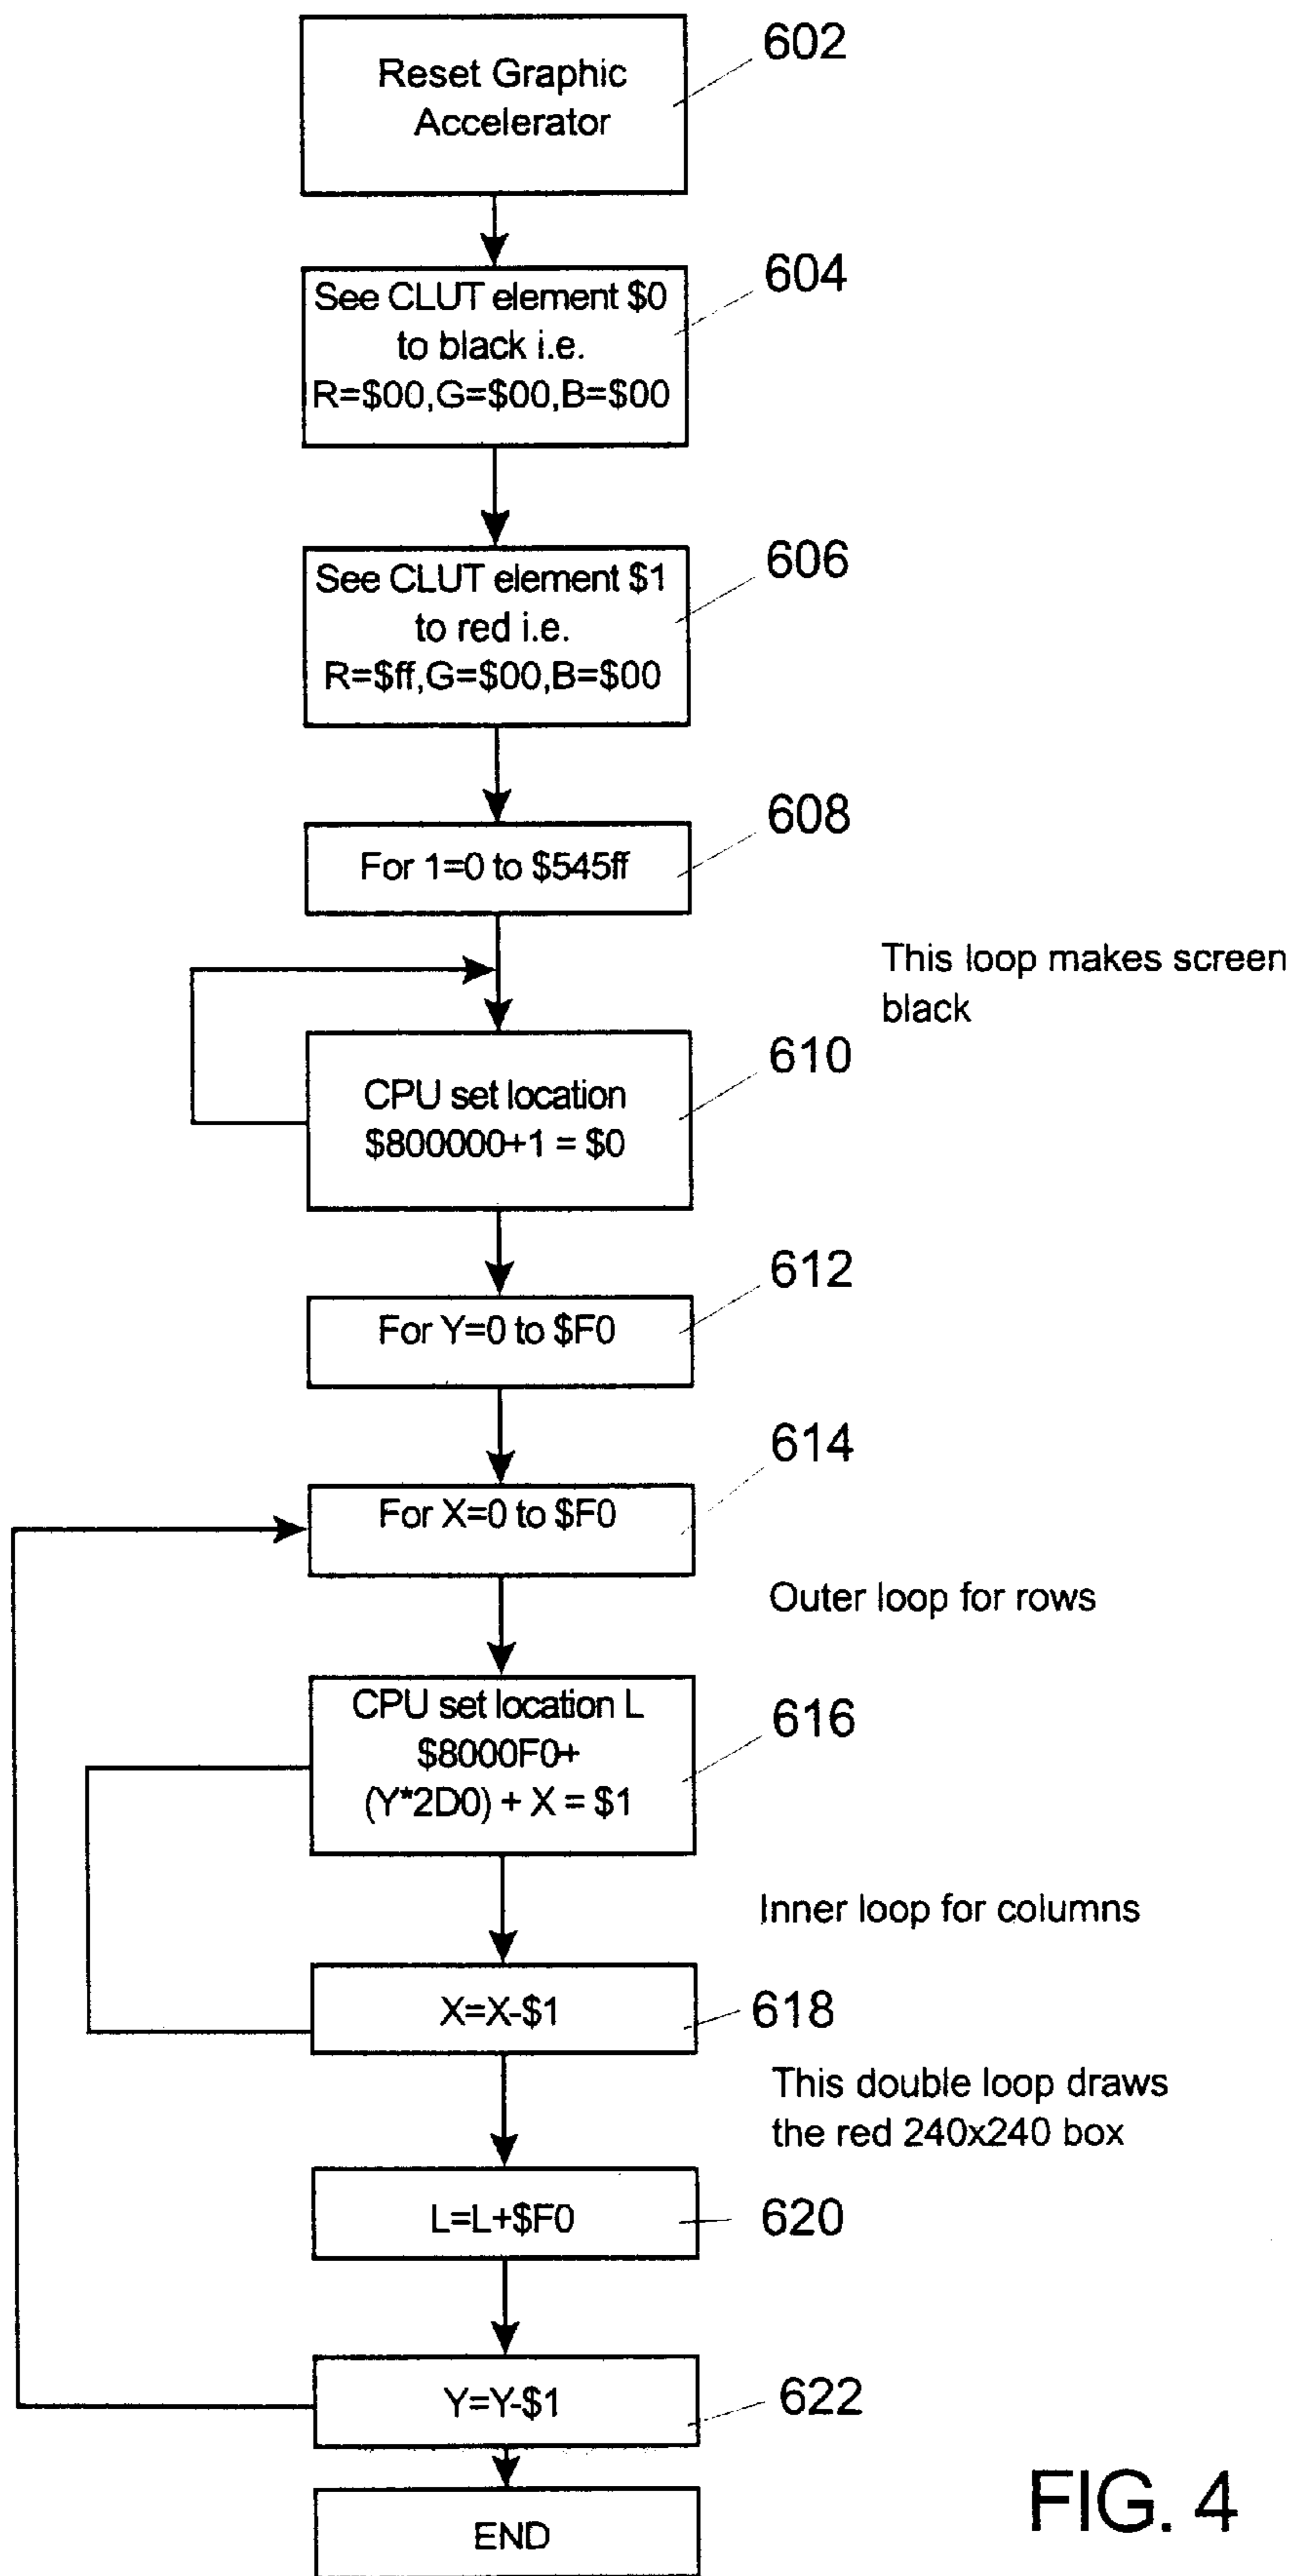 Reset Graphic
Accelerator
602
See CLUT element $0
to black i.e.
R=$00,G=$00,B=$00
604
See CLUT element $1
to red i.e.
R=$ff,G=$00,B=$00
606
For 1=0 to $545ff
608
This loop makes screen
black
CPU set location
$800000+1 = $0
610
For Y=0 to $F0
612
For X=0 to $F0
614
Outer loop for rows
CPU set location L
$8000F0+
(Y*2D0) + X = $1
616
Inner loop for columns
X=X-$1
618
This double loop draws
the red 240x240 box
L=L+$F0
620
Y=Y-$1
622
END
FIG. 4